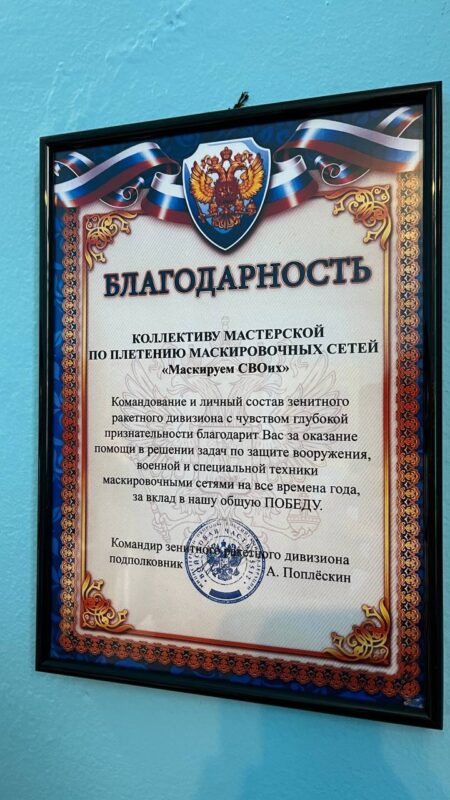 БЛАГОДАРНОСТЬ
КОЛЛЕКТИВУ МАСТЕРСКОЙ
ПО ПЛЕТЕНИЮ МАСКИРОВОЧНЫХ СЕТЕЙ
«Маскируем СВОих»
Командование и личный состав зенитного
ракетного дивизиона с чувством глубокой
признательности благодарит Вас за оказание
помощи в решении задач по защите вооружения,
военной и специальной техники
маскировочными сетями на все времена года,
за вклад в нашу общую ПОБЕДУ.
Командир зенитного ракетного дивизиона
подполковник А. Поплёскин
ВОЙСКОВАЯ ЧАСТЬ